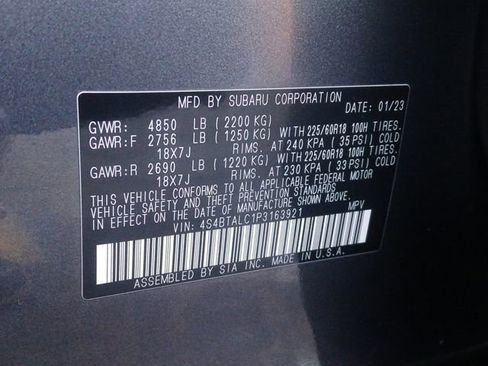 MFD BY SUBARU CORPORATION
DATE: 01/23
GVWR: 4850 LB (2200 KG)
GAWR:F 2756 LB (1250 KG) WITH 225/60R18 100H TIRES.
18X7J RIMS. AT 240 KPA (35 PSI) COLD
GAWR:R 2690 LB (1220 KG) WITH 225/60R18 100H TIRES.
18X7J RIMS. AT 230 KPA (33 PSI) COLD
THIS VEHICLE CONFORMS TO ALL APPLICABLE FEDERAL MOTOR
VEHICLE SAFETY AND THEFT PREVENTION STANDARDS
IN EFFECT ON THE DATE OF MANUFACTURE SHOWN ABOVE.
VIN: 4S4BTALC1P3163921 MPV
ASSEMBLED BY SIA INC. MADE IN U.S.A.